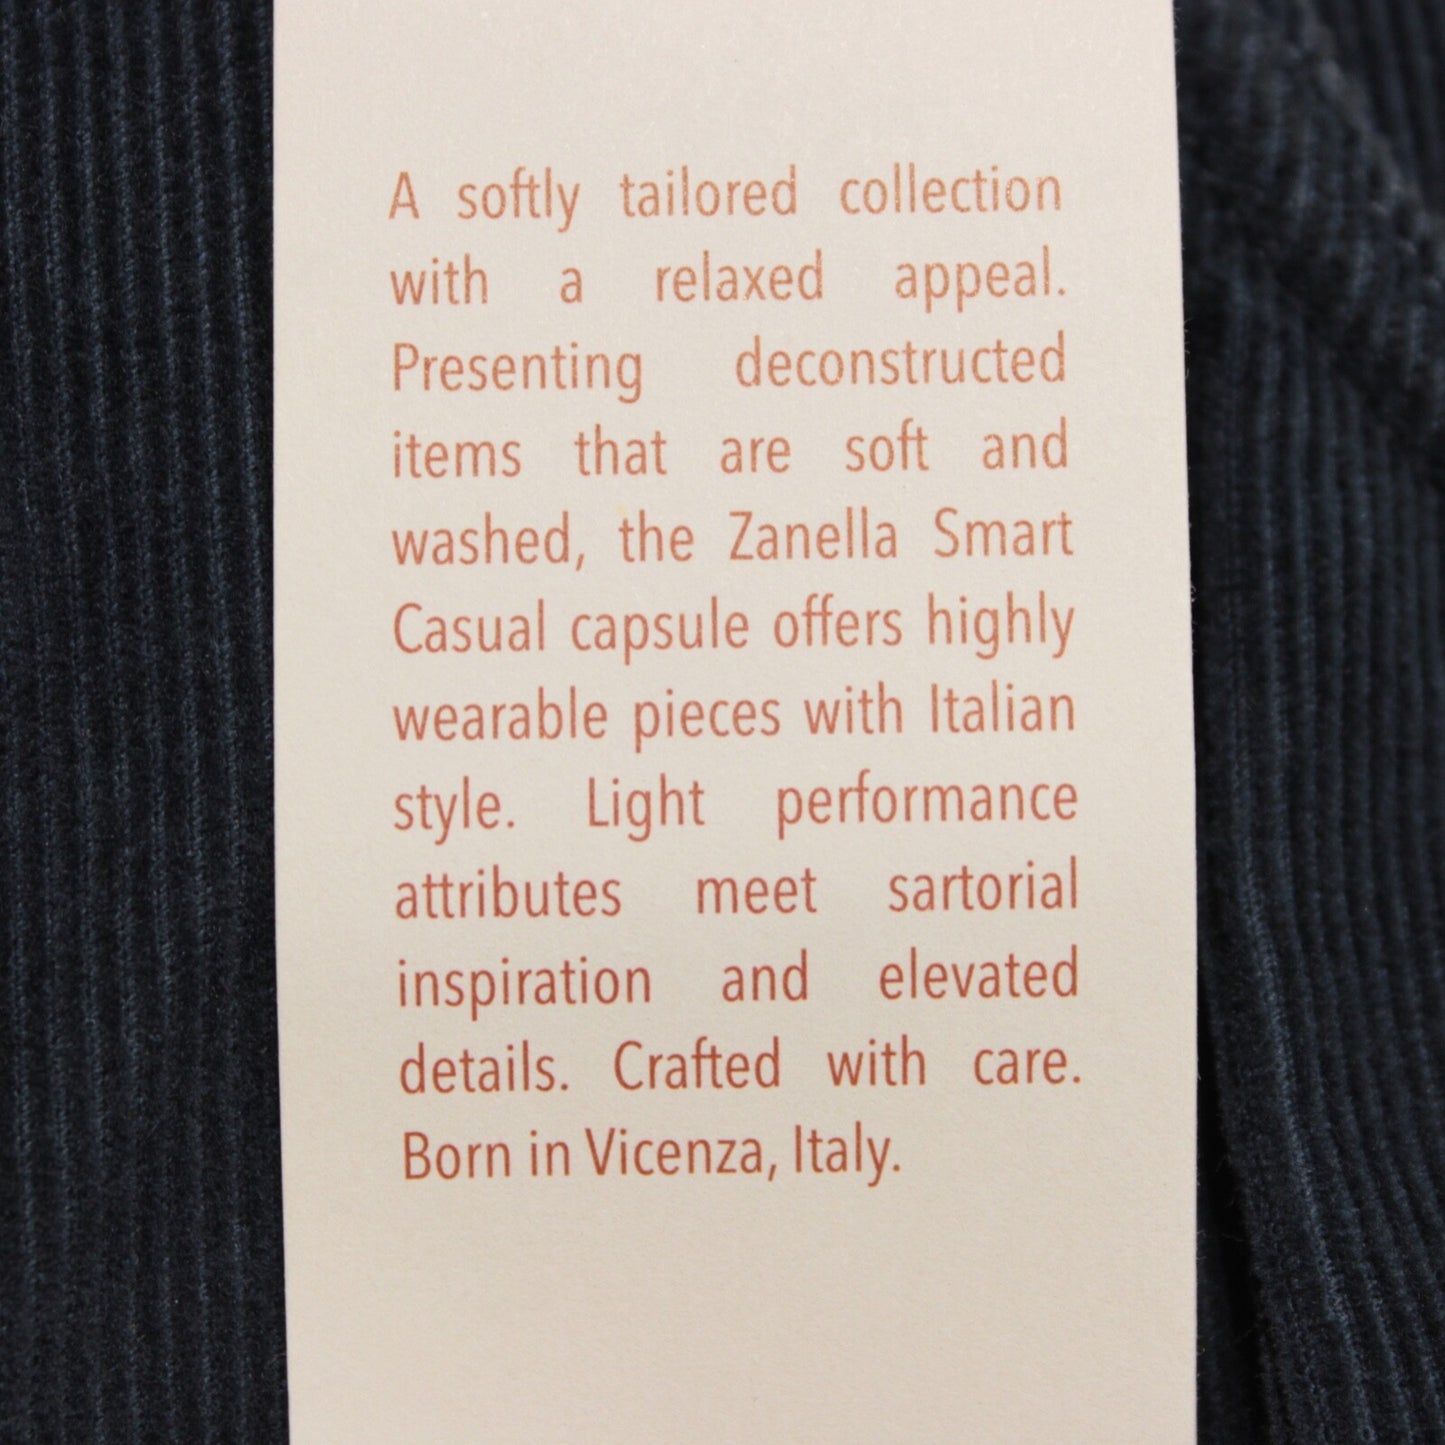 A softly tailored collection
with a relaxed appeal.
Presenting deconstructed
items that are soft and
washed, the Zanella Smart
Casual capsule offers highly
wearable pieces with Italian
style. Light performance
attributes meet sartorial
inspiration and elevated
details. Crafted with care.
Born in Vicenza, Italy.